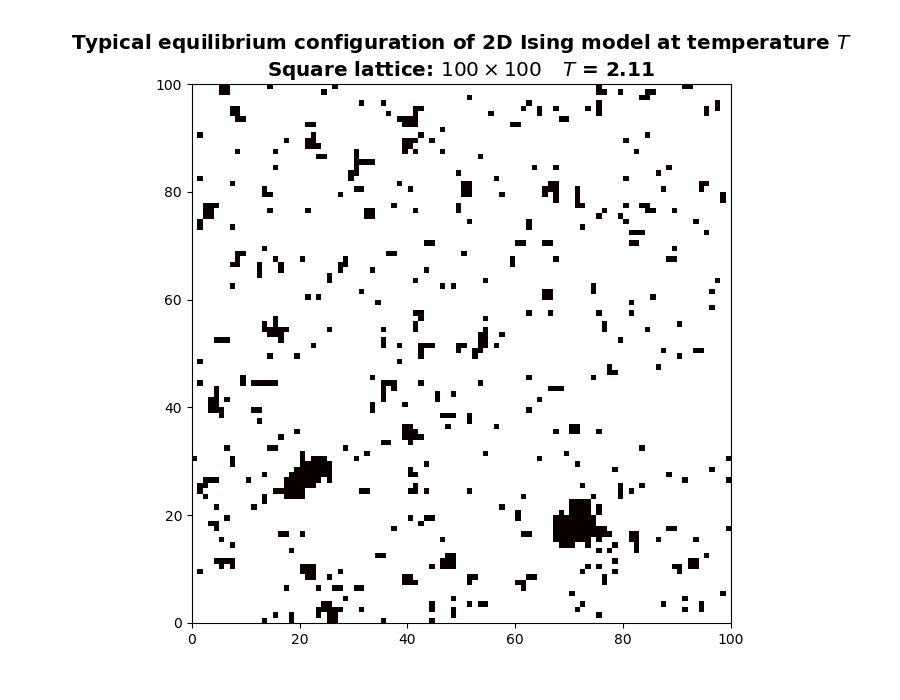 Typical equilibrium configuration of 2D Ising model at temperature T
Square lattice: 100 × 100 T = 2.11
100
80
60
40
20
0
0 20 40 60 80 100